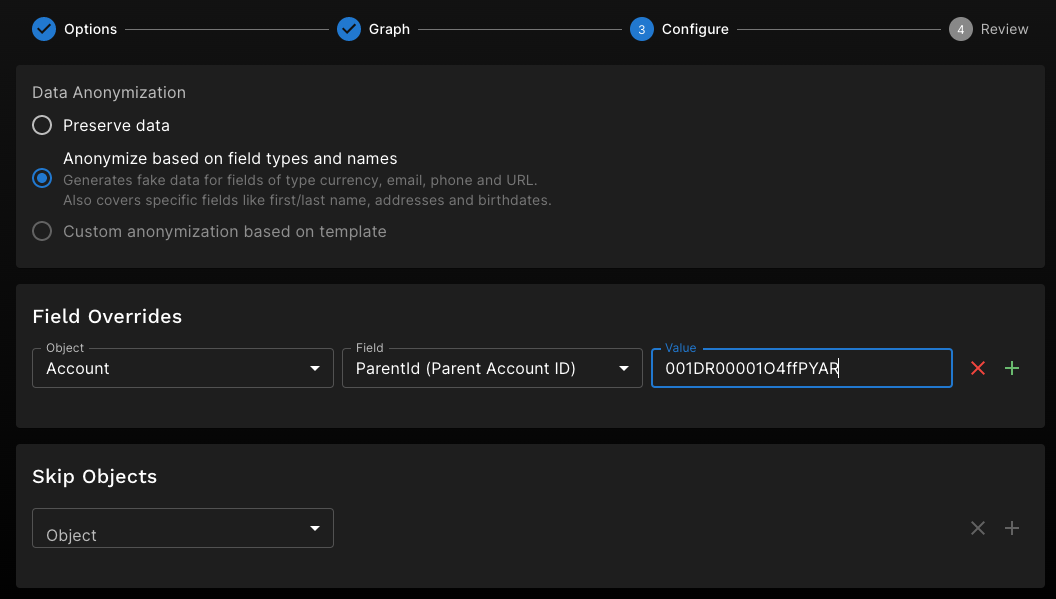 Options
Graph
3
Configure
4
Review
Data Anonymization
Preserve data
Anonymize based on field types and names
Generates fake data for fields of type currency, email, phone and URL.
Also covers specific fields like first/last name, addresses and birthdates.
Custom anonymization based on template
Field Overrides
Object
Account
Field
ParentId (Parent Account ID)
Value
001DR00001O4ffPYAR
Skip Objects
Object